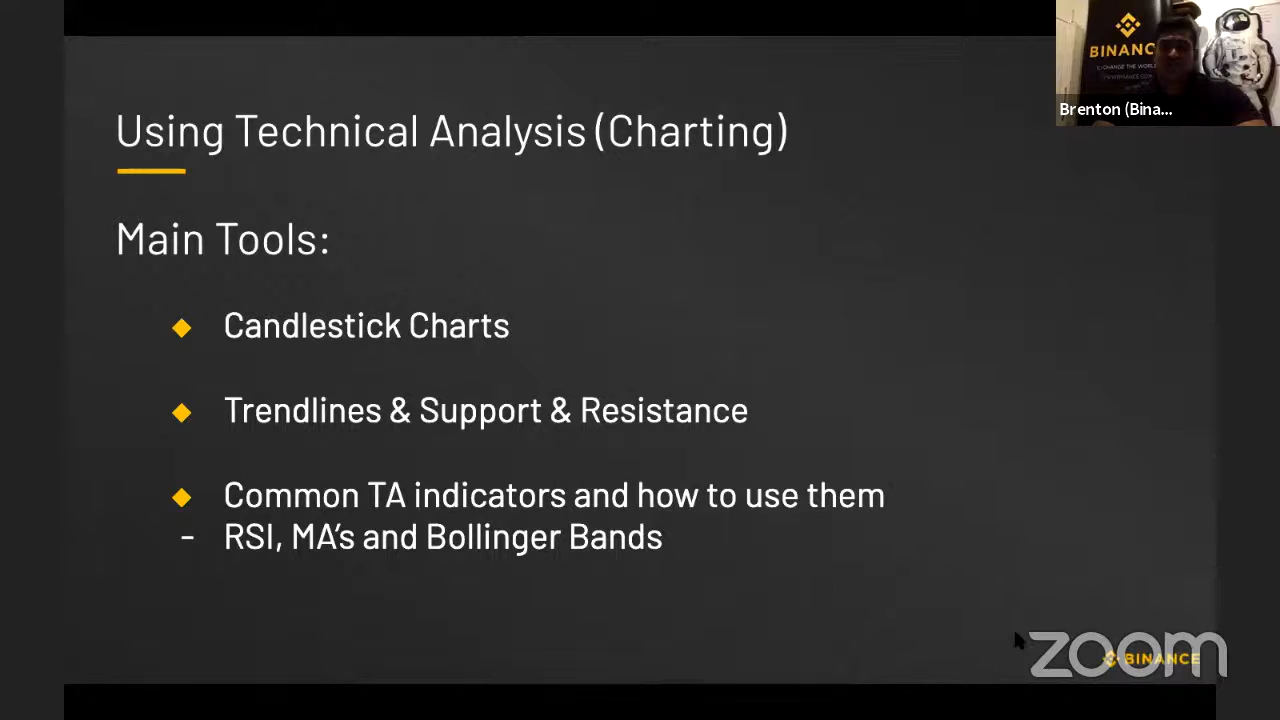 BINANC
Brenton (Bina...
Using Technical Analysis (Charting)
Main Tools:
Candlestick Charts
Trendlines & Support & Resistance
Common TA indicators and how to use them
- RSI, MA’s and Bollinger Bands
zoom
BINANCE